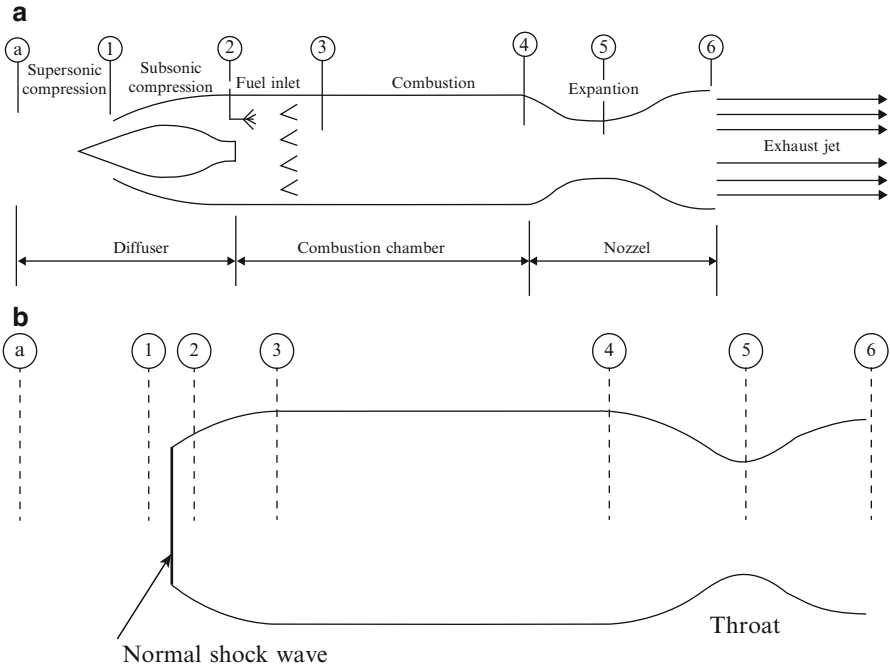 a
a 1 2 3 4 5 6
Supersonic
compression
Subsonic
compression
Fuel inlet
Combustion
Expantion
Exhaust jet
Diffuser
Combustion chamber
Nozzel
b
a 1 2 3 4 5 6
Throat
Normal shock wave